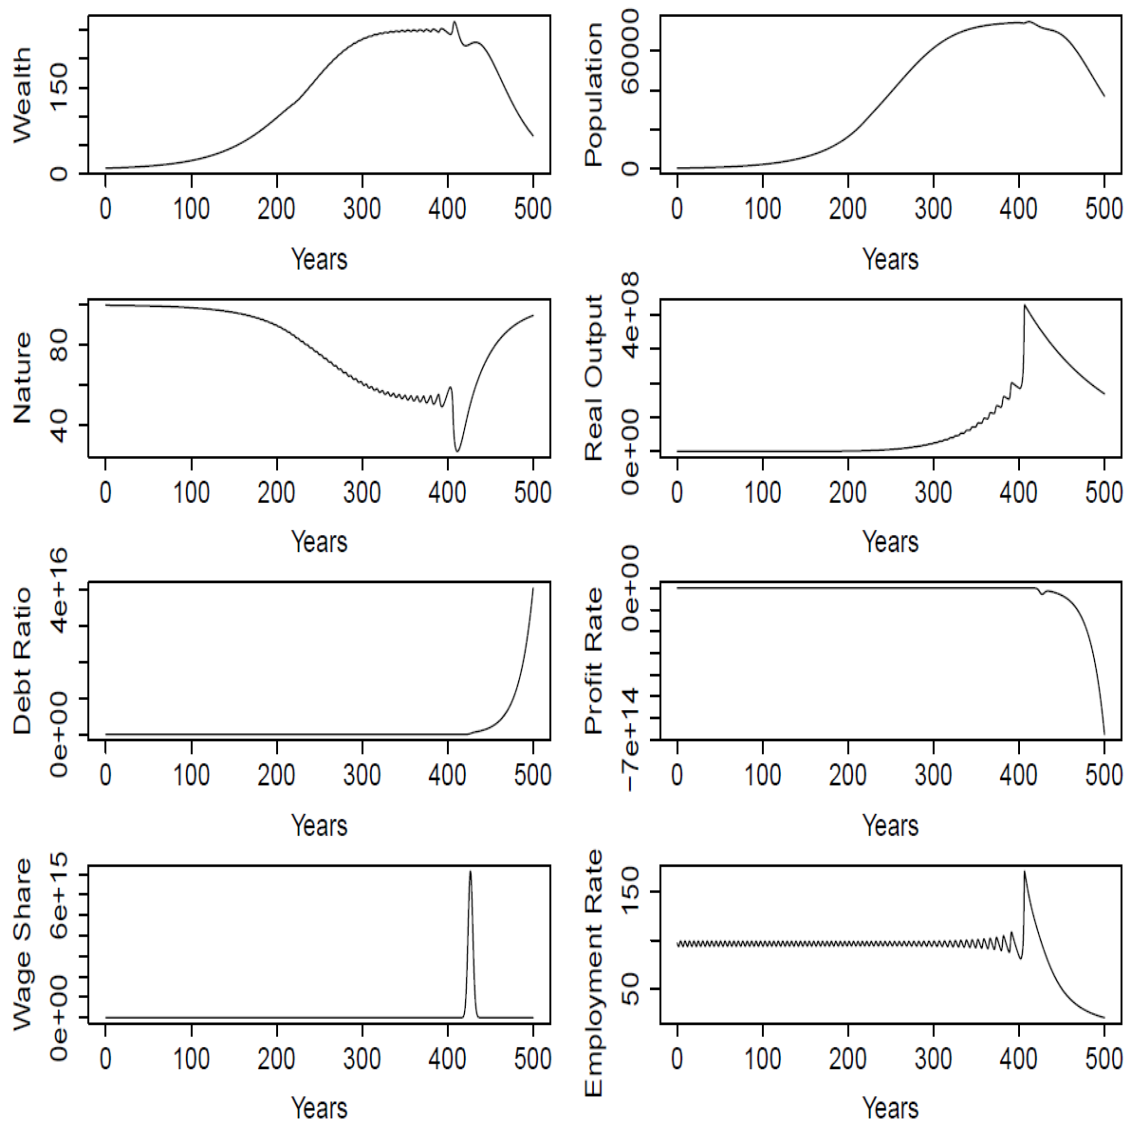 Wealth
150
0
0 100 200 300 400 500
Years
Population
60000
0
0 100 200 300 400 500
Years
Nature
80
40
0 100 200 300 400 500
Years
Real Output
4e+08
0e+00
0 100 200 300 400 500
Years
Debt Ratio
4e+16
0e+00
0 100 200 300 400 500
Years
Profit Rate
0e+00
−7e+14
0 100 200 300 400 500
Years
Wage Share
6e+15
0e+00
0 100 200 300 400 500
Years
Employment Rate
150
50
0 100 200 300 400 500
Years